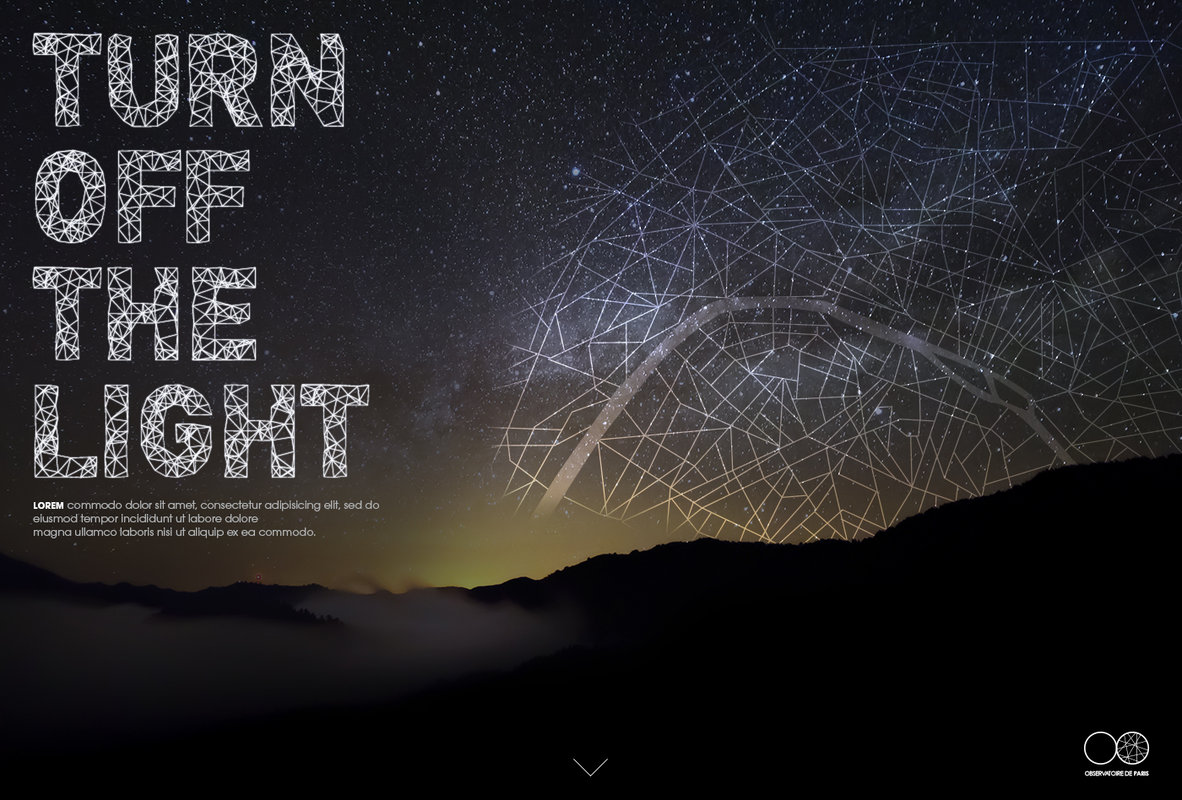 TURN
OFF
THE
LIGHT
LOREM commodo dolor sit amet, consectetur adipisicing elit, sed do
eiusmod tempor incididunt ut labore dolore
magna ullamco laboris nisi ut aliquip ex ea commodo.
OBSERVATOIRE DE PARIS